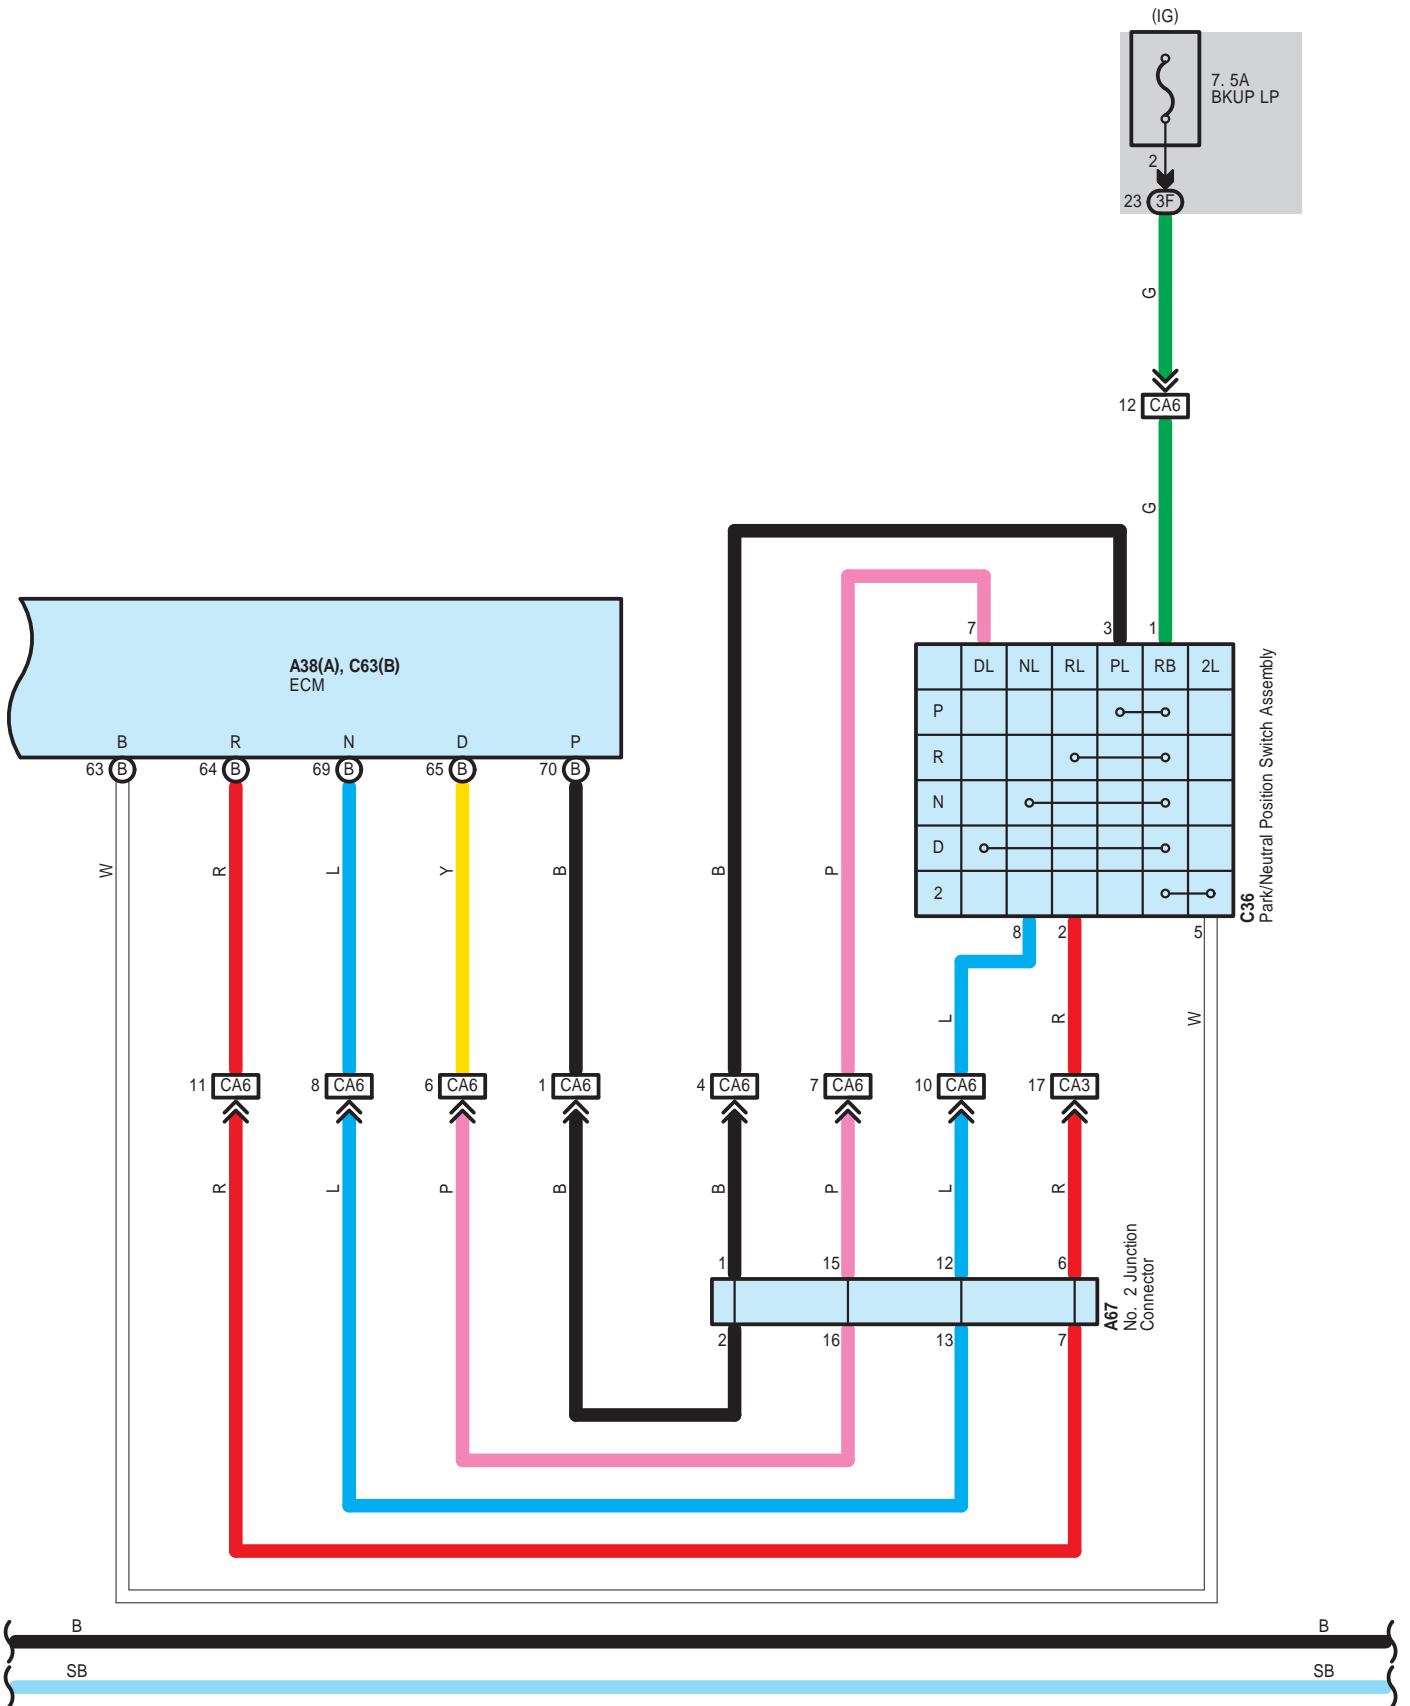 (IG)
7. 5A
BKUP LP
2
23 3F
G
12 CA6
G
7 3 1
DL NL RL PL RB 2L
P
R
N
D
2
C36
Park/Neutral Position Switch Assembly
8 2 5
A38(A), C63(B)
ECM
B R N D P
63 B 64 B 69 B 65 B 70 B
W R L Y B B P
L R W
11 CA6 8 CA6 6 CA6 1 CA6 4 CA6 7 CA6 10 CA6 17 CA3
R L P B B P L R
1 15 12 6
A67
No. 2 Junction
Connector
2 16 13 7
B B
SB SB